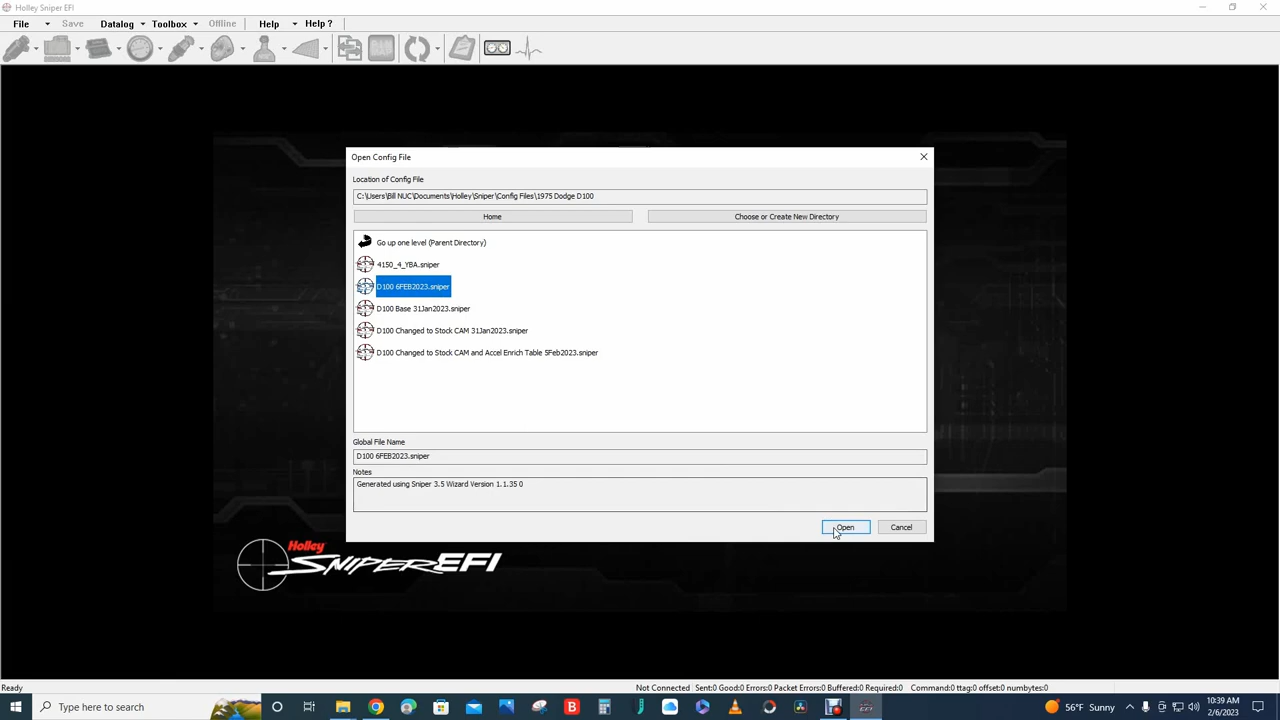 Holley Sniper EFI
File Save Datalog Toolbox Offline Help Help ?
SENSORS
Open Config File
Location of Config File
C:\Users\Bill NUC\Documents\Holley\Sniper\Config Files\1975 Dodge D100
Home Choose or Create New Directory
Go up one level (Parent Directory)
4150_4_YBA.sniper
D100 6FEB2023.sniper
D100 Base 31Jan2023.sniper
D100 Changed to Stock CAM 31Jan2023.sniper
D100 Changed to Stock CAM and Accel Enrich Table 5Feb2023.sniper
Global File Name
D100 6FEB2023.sniper
Notes
Generated using Sniper 3.5 Wizard Version 1.1.35 0
Open Cancel
Holley
SNIPER EFI
Ready Not Connected Sent:0 Good:0 Errors:0 Packet Errors:0 Buffered:0 Required:0 Command:0 ttag:0 offset:0 numbytes:0
Type here to search 56°F Sunny 10:39 AM
2/6/2023